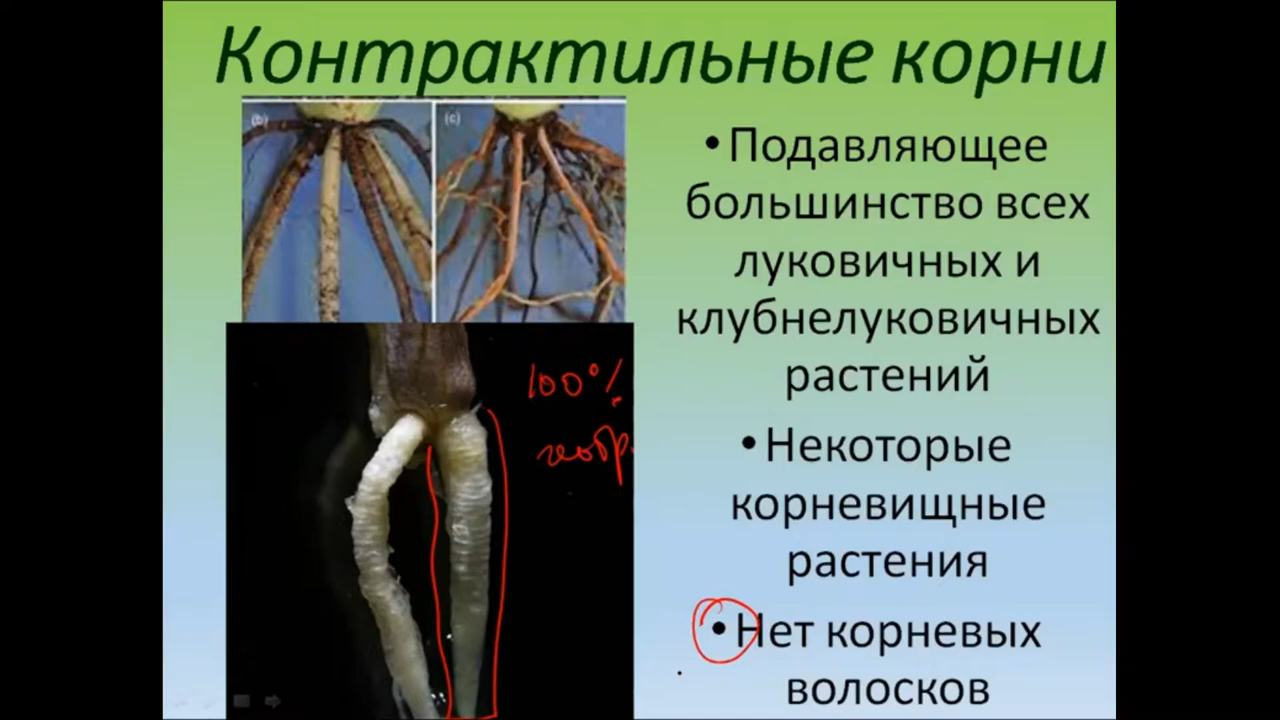 Контрактильные корни
(b)
(c)
100%
• Подавляющее
большинство всех
луковичных и
клубнелуковичных
растений
• Некоторые
корневищные
растения
• Нет корневых
волосков